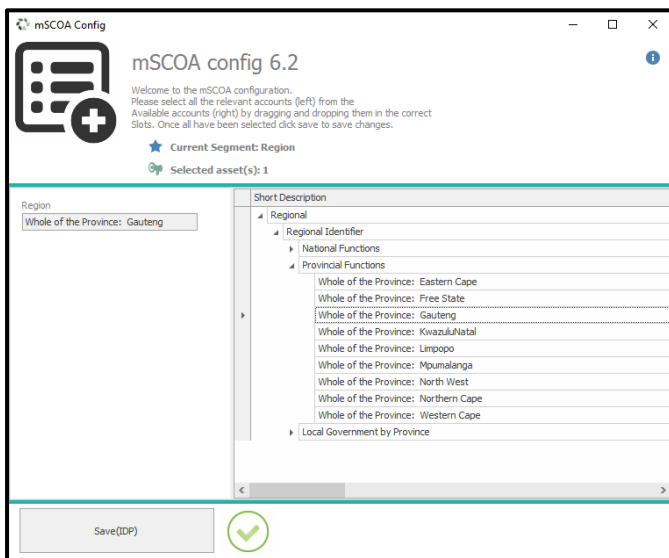 mSCOA Config
mSCOA config 6.2
Welcome to the mSCOA configuration.
Please select all the relevant accounts (left) from the
Available accounts (right) by dragging and dropping them in the correct
Slots. Once all have been selected click save to save changes.
Current Segment: Region
Selected asset(s): 1
Region
Whole of the Province: Gauteng
Short Description
Regional
Regional Identifier
National Functions
Provincial Functions
Whole of the Province: Eastern Cape
Whole of the Province: Free State
Whole of the Province: Gauteng
Whole of the Province: KwazuluNatal
Whole of the Province: Limpopo
Whole of the Province: Mpumalanga
Whole of the Province: North West
Whole of the Province: Northern Cape
Whole of the Province: Western Cape
Local Government by Province
Save(IDP)